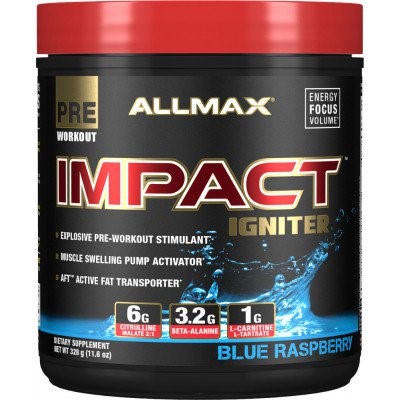 PRE
WORKOUT
ALLMAX®
ENERGY
FOCUS
VOLUME*
IMPACT™
IGNITER
EXPLOSIVE PRE-WORKOUT STIMULANT*
MUSCLE SWELLING PUMP ACTIVATOR*
AFT™ ACTIVE FAT TRANSPORTER*
6G
CITRULLINE
MALATE 2:1
3.2G
BETA-ALANINE
1G
L-CARNITINE
L-TARTRATE
DIETARY SUPPLEMENT
NET WT 328 g (11.6 oz)
BLUE RASPBERRY